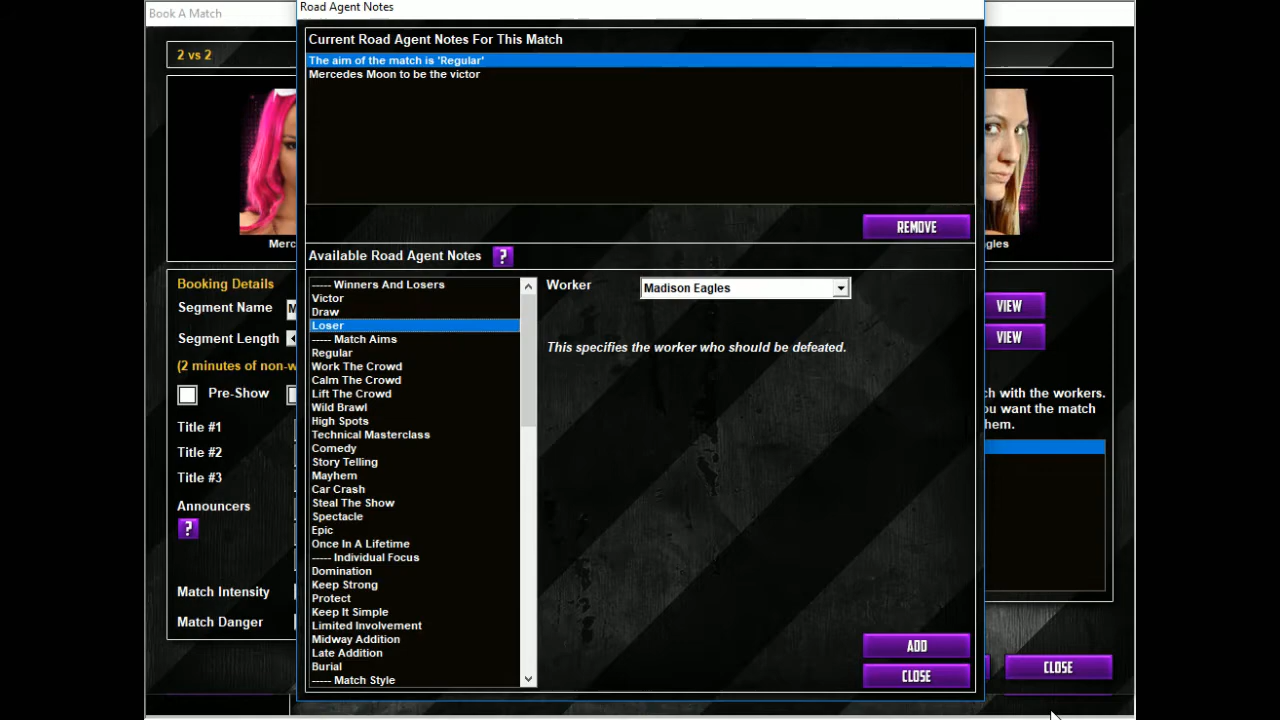 Book A Match
Road Agent Notes
2 vs 2
Current Road Agent Notes For This Match
The aim of the match is 'Regular'
Mercedes Moon to be the victor
REMOVE
Merc
gles
Available Road Agent Notes ?
----- Winners And Losers
Victor
Draw
Loser
----- Match Aims
Regular
Work The Crowd
Calm The Crowd
Lift The Crowd
Wild Brawl
High Spots
Technical Masterclass
Comedy
Story Telling
Mayhem
Car Crash
Steal The Show
Spectacle
Epic
Once In A Lifetime
----- Individual Focus
Domination
Keep Strong
Protect
Keep It Simple
Limited Involvement
Midway Addition
Late Addition
Burial
----- Match Style
Worker Madison Eagles
This specifies the worker who should be defeated.
ADD
CLOSE
Booking Details
Segment Name M
Segment Length
(2 minutes of non-w
Pre-Show
Title #1
Title #2
Title #3
Announcers
?
Match Intensity
Match Danger
VIEW
VIEW
ch with the workers.
ou want the match
hem.
CLOSE